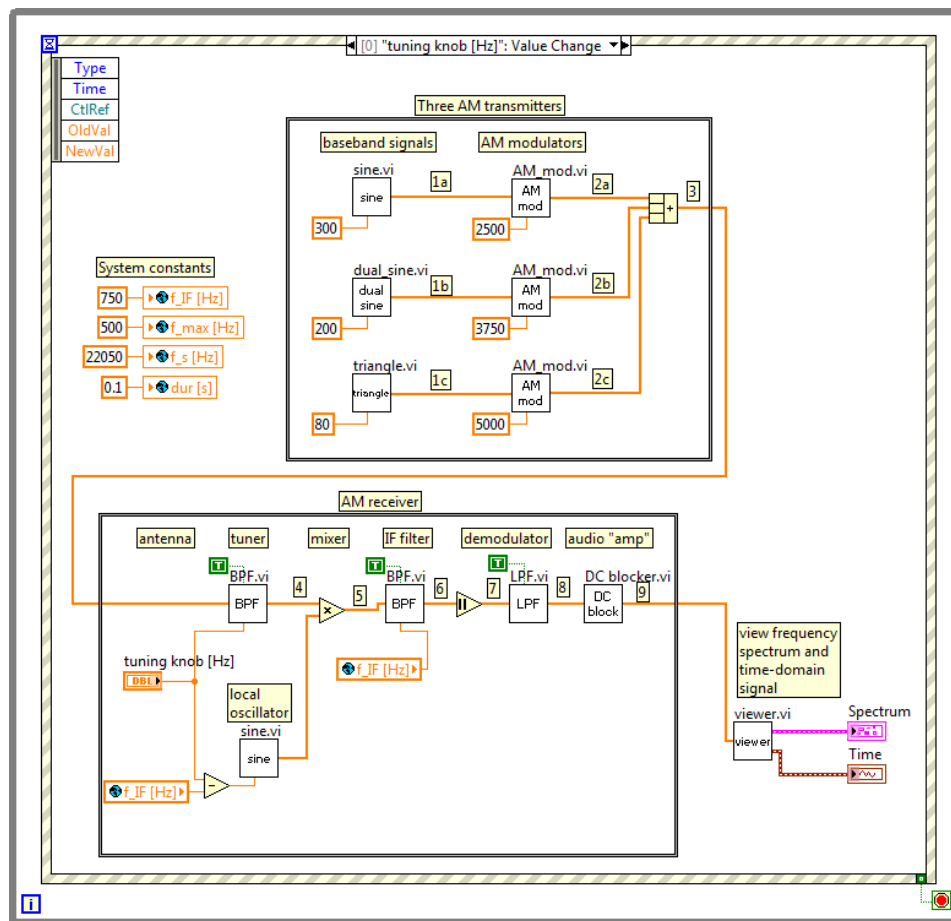 [0] "tuning knob [Hz]": Value Change
Type
Time
CtlRef
OldVal
NewVal
Three AM transmitters
baseband signals
AM modulators
sine.vi
sine
300
1a
AM_mod.vi
AM
mod
2500
2a
3
+
System constants
750
f_IF [Hz]
500
f_max [Hz]
22050
f_s [Hz]
0.1
dur [s]
dual_sine.vi
dual
sine
200
1b
AM_mod.vi
AM
mod
3750
2b
triangle.vi
triangle
80
1c
AM_mod.vi
AM
mod
5000
2c
AM receiver
antenna
tuner
mixer
IF filter
demodulator
audio "amp"
T
BPF.vi
BPF
4
x
5
T
BPF.vi
BPF
6
7
T
LPF.vi
LPF
8
DC blocker.vi
DC
block
9
f_IF [Hz]
tuning knob [Hz]
DBL
local
oscillator
sine.vi
sine
f_IF [Hz]
-
view frequency
spectrum and
time-domain
signal
viewer.vi
viewer
Spectrum
Time
i